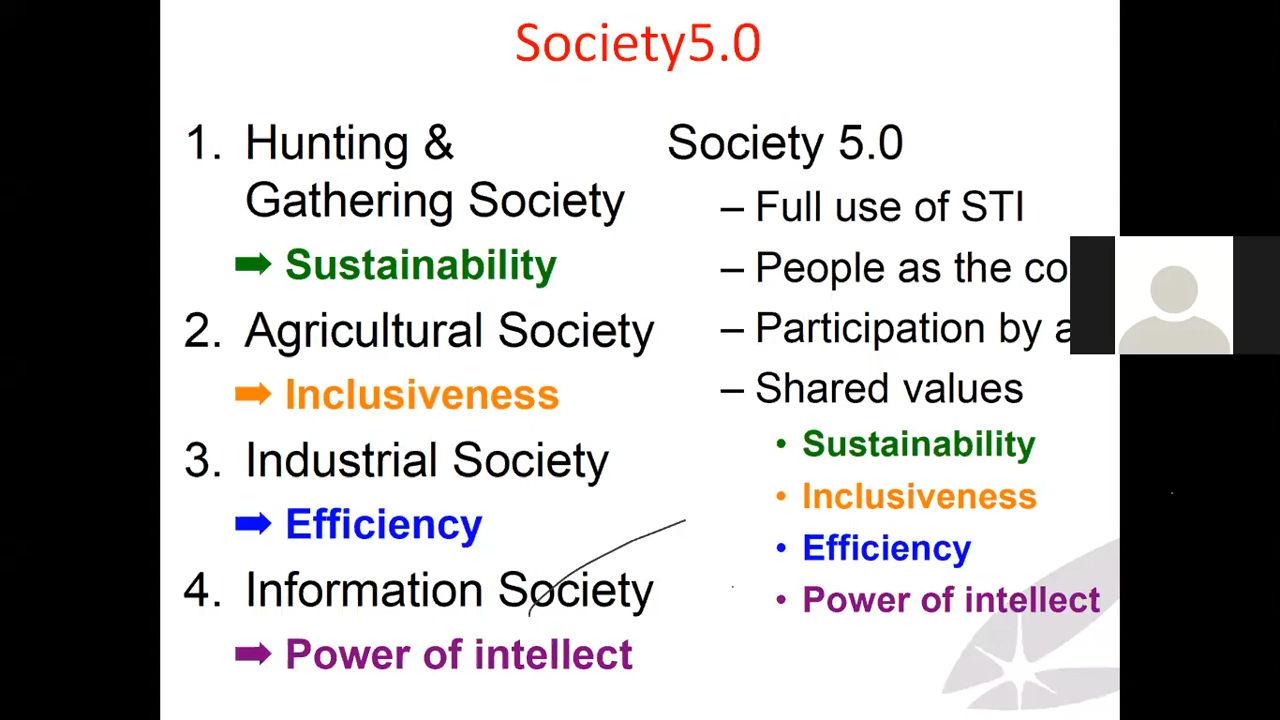 Society5.0
1. Hunting &
Gathering Society
➡ Sustainability
2. Agricultural Society
➡ Inclusiveness
3. Industrial Society
➡ Efficiency
4. Information Society
➡ Power of intellect
Society 5.0
– Full use of STI
– People as the
– Participation by
– Shared values
• Sustainability
• Inclusiveness
• Efficiency
• Power of intellect